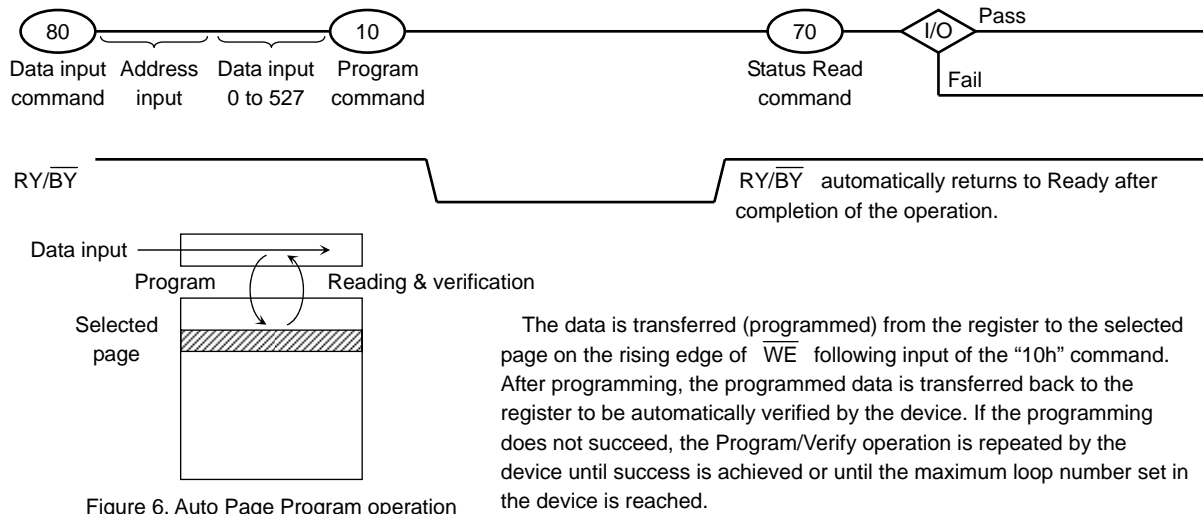 80 10 70 I/O Pass
Data input command
Address input
Data input 0 to 527
Program command
Status Read command
Fail
RY/BY
RY/BY automatically returns to Ready after
completion of the operation.
Data input
Program
Reading & verification
Selected
page
The data is transferred (programmed) from the register to the selected
page on the rising edge of WE following input of the “10h” command.
After programming, the programmed data is transferred back to the
register to be automatically verified by the device. If the programming
does not succeed, the Program/Verify operation is repeated by the
device until success is achieved or until the maximum loop number set in
the device is reached.
Figure 6. Auto Page Program operation